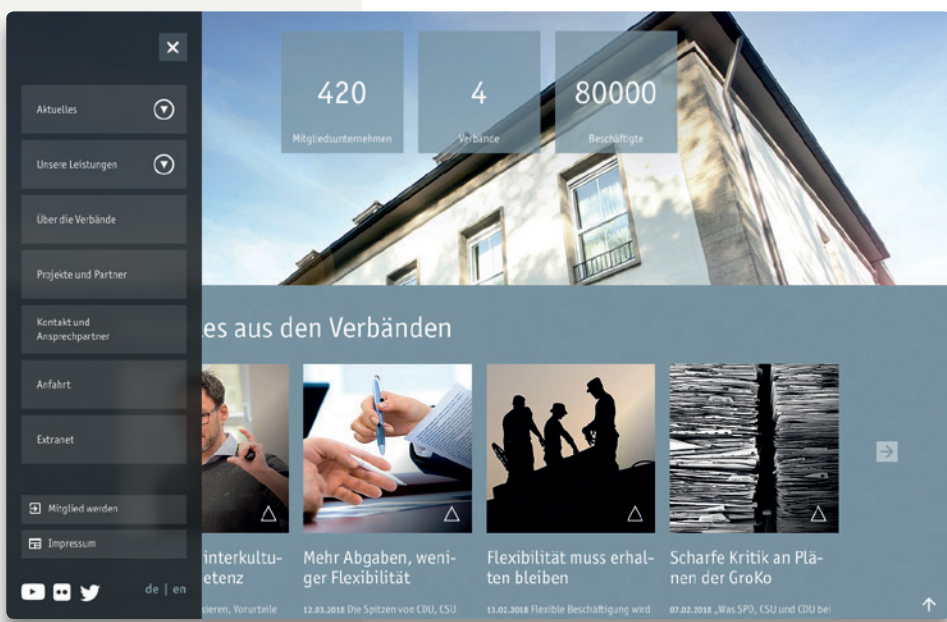 420
Mitgliedsunternehmen
4
Verbände
80000
Beschäftigte
Aktuelles
Unsere Leistungen
Über die Verbände
Projekte und Partner
Kontakt und
Ansprechpartner
Anfahrt
Extranet
Mitglied werden
Impressum
de | en
es aus den Verbänden
interkultu-
etenz
sieren, Vorurteile
Mehr Abgaben, weni-
ger Flexibilität
12.03.2018 Die Spitzen von CDU, CSU
Flexibilität muss erhal-
ten bleiben
13.02.2018 Flexible Beschäftigung wird
Scharfe Kritik an Plä-
nen der GroKo
07.02.2018 „Was SPD, CSU und CDU bei